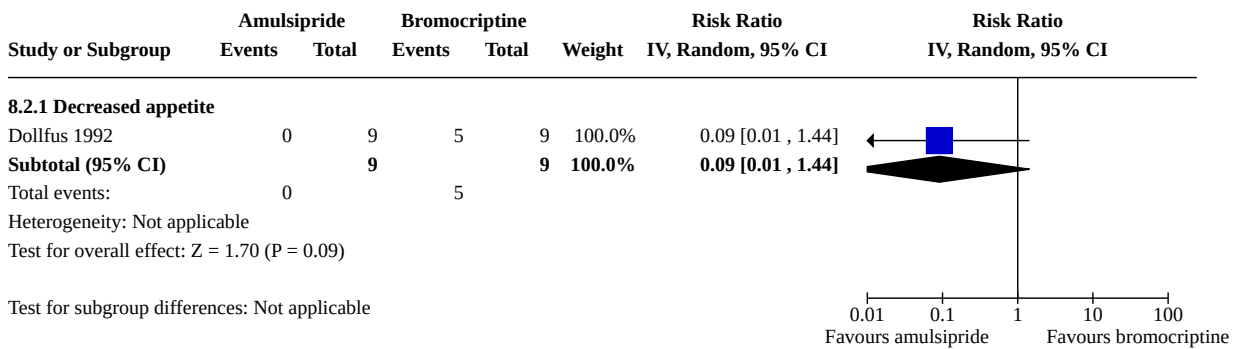 Amulsipride Bromocriptine Risk Ratio Risk Ratio
Study or Subgroup Events Total Events Total Weight IV, Random, 95% CI IV, Random, 95% CI
8.2.1 Decreased appetite
Dollfus 1992 0 9 5 9 100.0% 0.09 [0.01 , 1.44]
Subtotal (95% CI) 9 9 100.0% 0.09 [0.01 , 1.44]
Total events: 0 5
Heterogeneity: Not applicable
Test for overall effect: Z = 1.70 (P = 0.09)
Test for subgroup differences: Not applicable
0.01 0.1 1 10 100
Favours amulsipride Favours bromocriptine